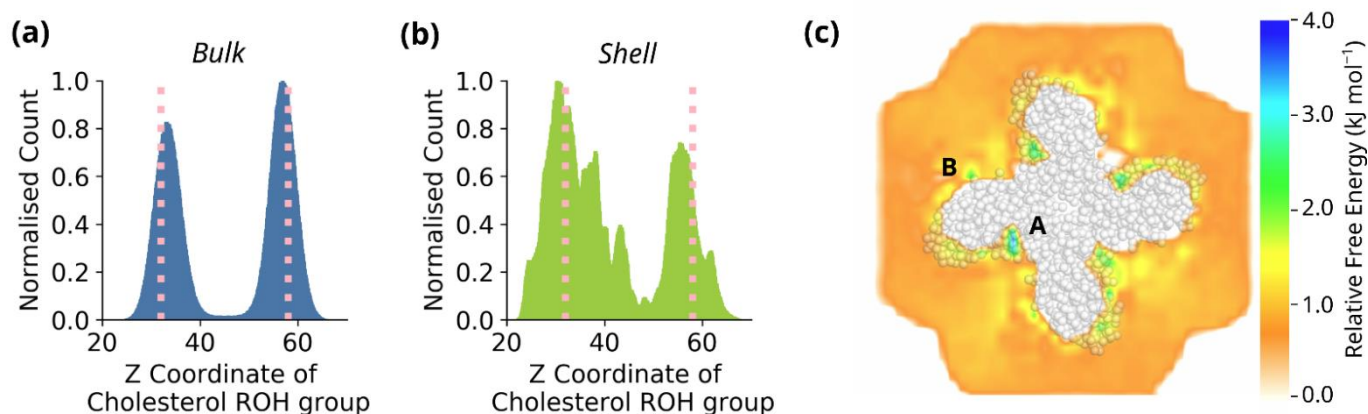 (a)
Bulk
Normalised Count
1.0
0.8
0.6
0.4
0.2
0.0
20
40
60
Z Coordinate of
Cholesterol ROH group
(b)
Shell
Normalised Count
1.0
0.8
0.6
0.4
0.2
0.0
20
40
60
Z Coordinate of
Cholesterol ROH group
(c)
B
A
4.0
3.0
2.0
1.0
0.0
Relative Free Energy (kJ mol⁻¹)